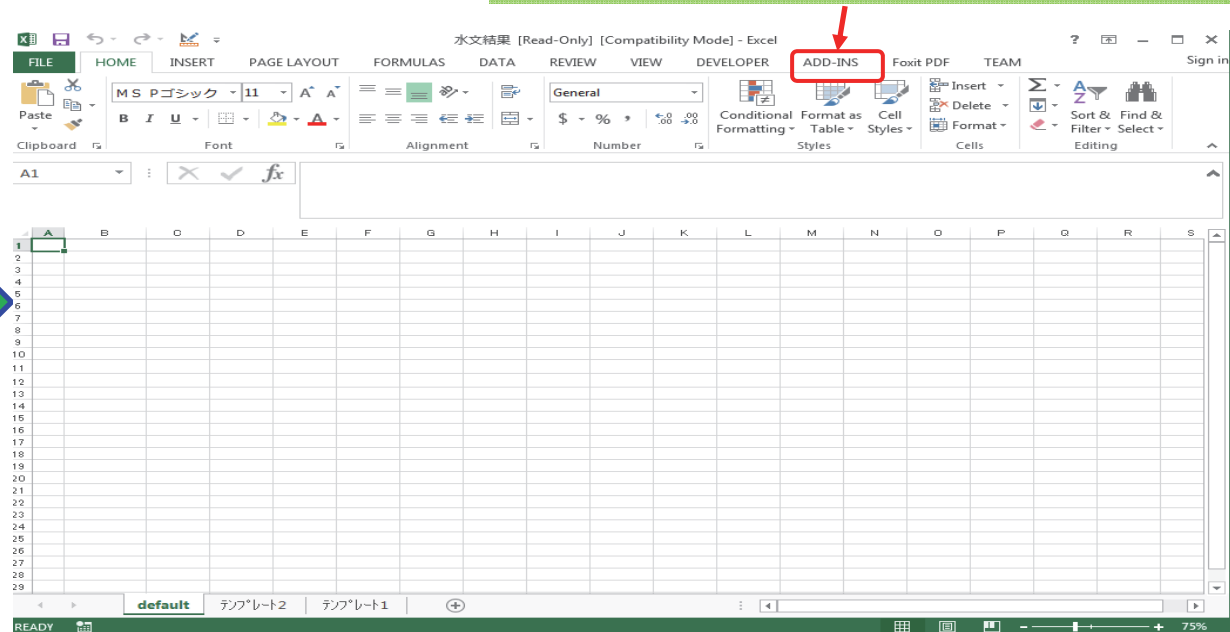 水文結果 [Read-Only] [Compatibility Mode] - Excel
FILE HOME INSERT PAGE LAYOUT FORMULAS DATA REVIEW VIEW DEVELOPER ADD-INS Foxit PDF TEAM Sign in
Paste
MS Pゴシック 11 A A
B I U A
General
$ % ,
Conditional Formatting
Format as Table
Cell Styles
Insert
Delete
Format
Sort & Filter
Find & Select
Clipboard Font Alignment Number Styles Cells Editing
A1 fx
A B C D E F G H I J K L M N O P Q R S
1
2
3
4
5
6
7
8
9
10
11
12
13
14
15
16
17
18
19
20
21
22
23
24
25
26
27
28
29
default テンプレート2 テンプレート1
READY 75%